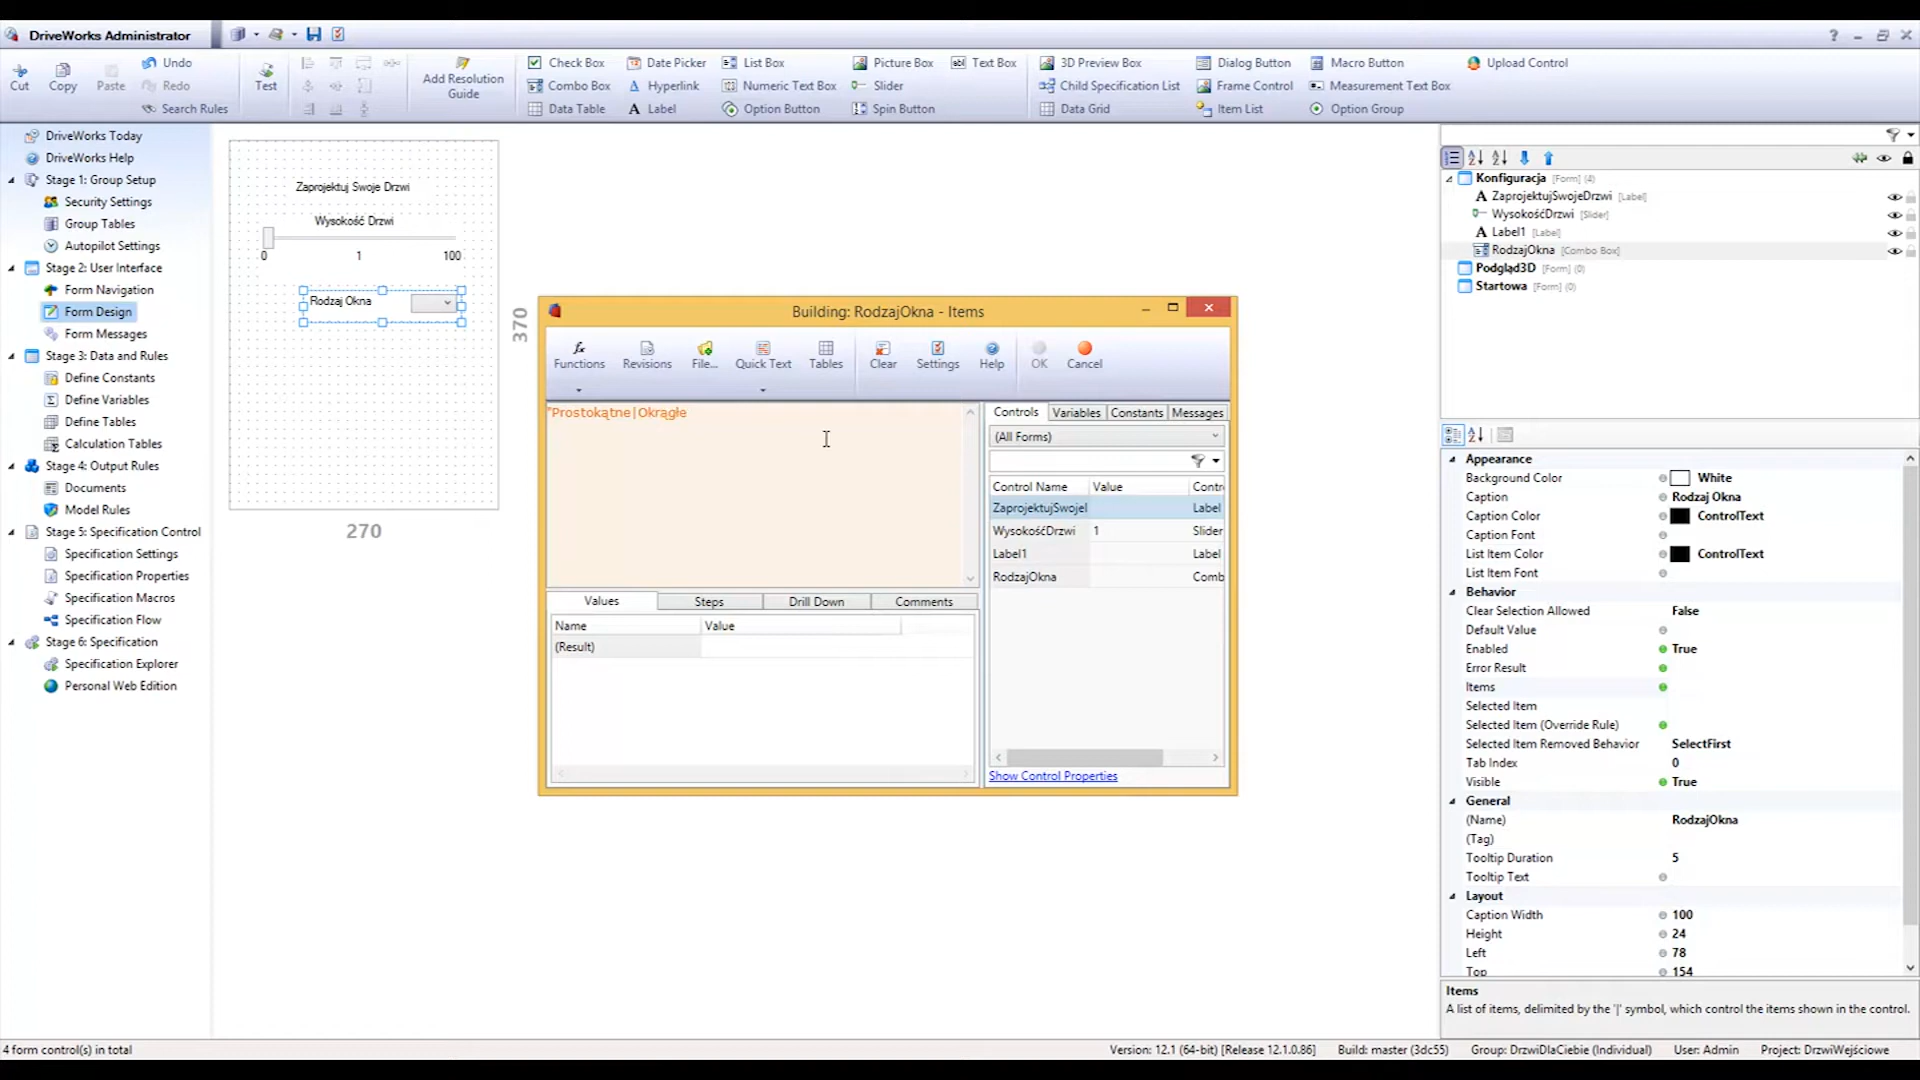 DriveWorks Administrator
Cut
Copy
Paste
Undo
Redo
Search Rules
Test
Add Resolution
Guide
Check Box
Combo Box
Data Table
Date Picker
Hyperlink
Label
List Box
Numeric Text Box
Option Button
Picture Box
Slider
Spin Button
Text Box
3D Preview Box
Child Specification List
Data Grid
Dialog Button
Frame Control
Item List
Macro Button
Measurement Text Box
Option Group
Upload Control
DriveWorks Today
DriveWorks Help
Stage 1: Group Setup
Security Settings
Group Tables
Autopilot Settings
Stage 2: User Interface
Form Navigation
Form Design
Form Messages
Stage 3: Data and Rules
Define Constants
Define Variables
Define Tables
Calculation Tables
Stage 4: Output Rules
Documents
Model Rules
Stage 5: Specification Control
Specification Settings
Specification Properties
Specification Macros
Specification Flow
Stage 6: Specification
Specification Explorer
Personal Web Edition
Zaprojektuj Swoje Drzwi
Wysokość Drzwi
0 1 100
Rodzaj Okna
370
270
Building: RodzajOkna - Items
Functions
Revisions
File...
Quick Text
Tables
Clear
Settings
Help
OK
Cancel
"Prostokątne|Okrągłe
Values Steps Drill Down Comments
Name Value
(Result)
Controls Variables Constants Messages
(All Forms)
Control Name Value Contr
ZaprojektujSwojeI Label
WysokośćDrzwi 1 Slider
Label1 Label
RodzajOkna Comb
Show Control Properties
Konfiguracja [Form] (4)
ZaprojektujSwojeDrzwi [Label]
WysokośćDrzwi [Slider]
Label1 [Label]
RodzajOkna [Combo Box]
Podgląd3D [Form] (0)
Startowa [Form] (0)
Appearance
Background Color White
Caption Rodzaj Okna
Caption Color ControlText
Caption Font
List Item Color ControlText
List Item Font
Behavior
Clear Selection Allowed False
Default Value
Enabled True
Error Result
Items
Selected Item
Selected Item (Override Rule)
Selected Item Removed Behavior SelectFirst
Tab Index 0
Visible True
General
(Name) RodzajOkna
(Tag)
Tooltip Duration 5
Tooltip Text
Layout
Caption Width 100
Height 24
Left 78
Top 154
Items
A list of items, delimited by the '|' symbol, which control the items shown in the control.
4 form control(s) in total
Version: 12.1 (64-bit) [Release 12.1.0.86] Build: master (3dc55) Group: DrzwiDlaCiebie (Individual) User: Admin Project: DrzwiWejściowe